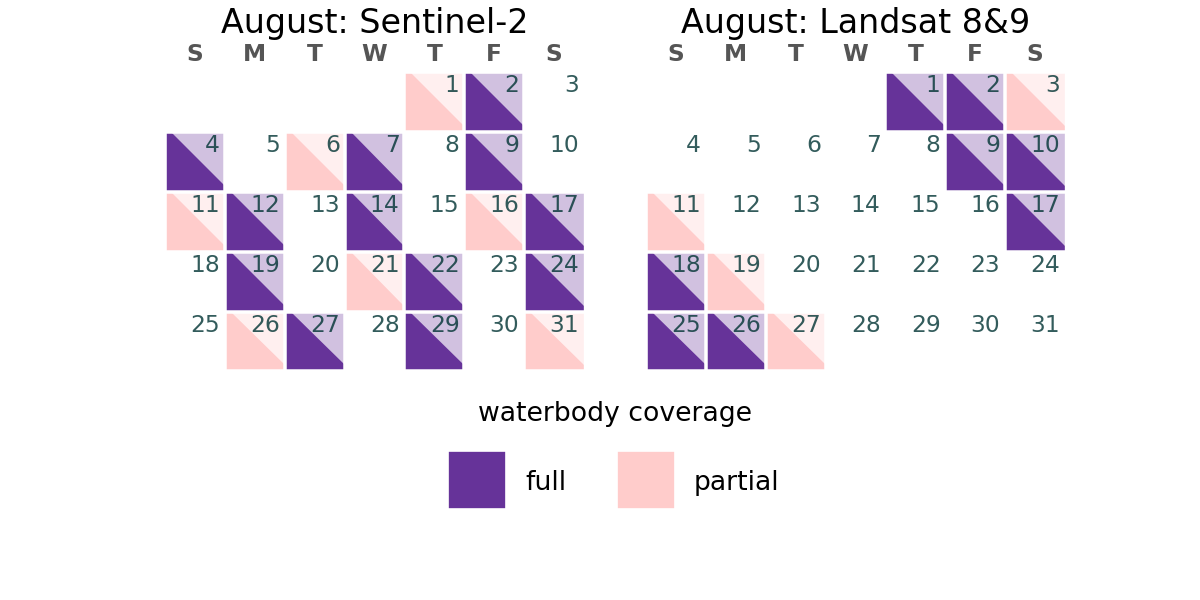 August: Sentinel-2
S M T W T F S
1 2 3
4 5 6 7 8 9 10
11 12 13 14 15 16 17
18 19 20 21 22 23 24
25 26 27 28 29 30 31
August: Landsat 8&9
S M T W T F S
1 2 3
4 5 6 7 8 9 10
11 12 13 14 15 16 17
18 19 20 21 22 23 24
25 26 27 28 29 30 31
waterbody coverage
full
partial